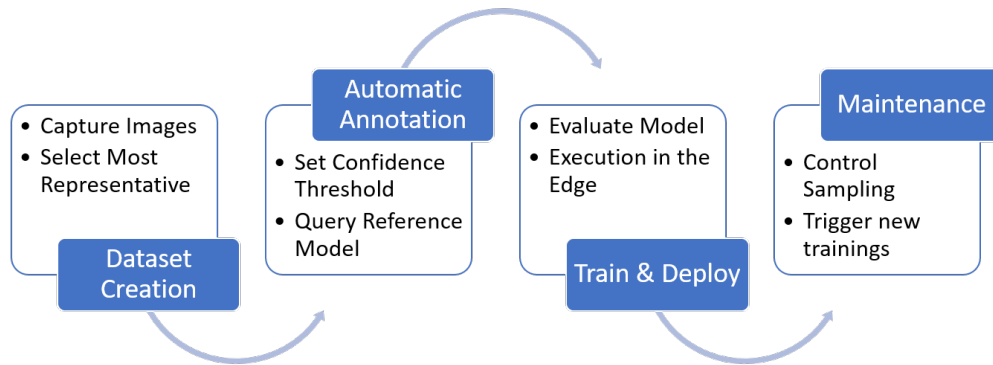 • Capture Images
• Select Most
Representative
Dataset
Creation
Automatic
Annotation
• Set Confidence
Threshold
• Query Reference
Model
• Evaluate Model
• Execution in the
Edge
Train & Deploy
Maintenance
• Control
Sampling
• Trigger new
trainings